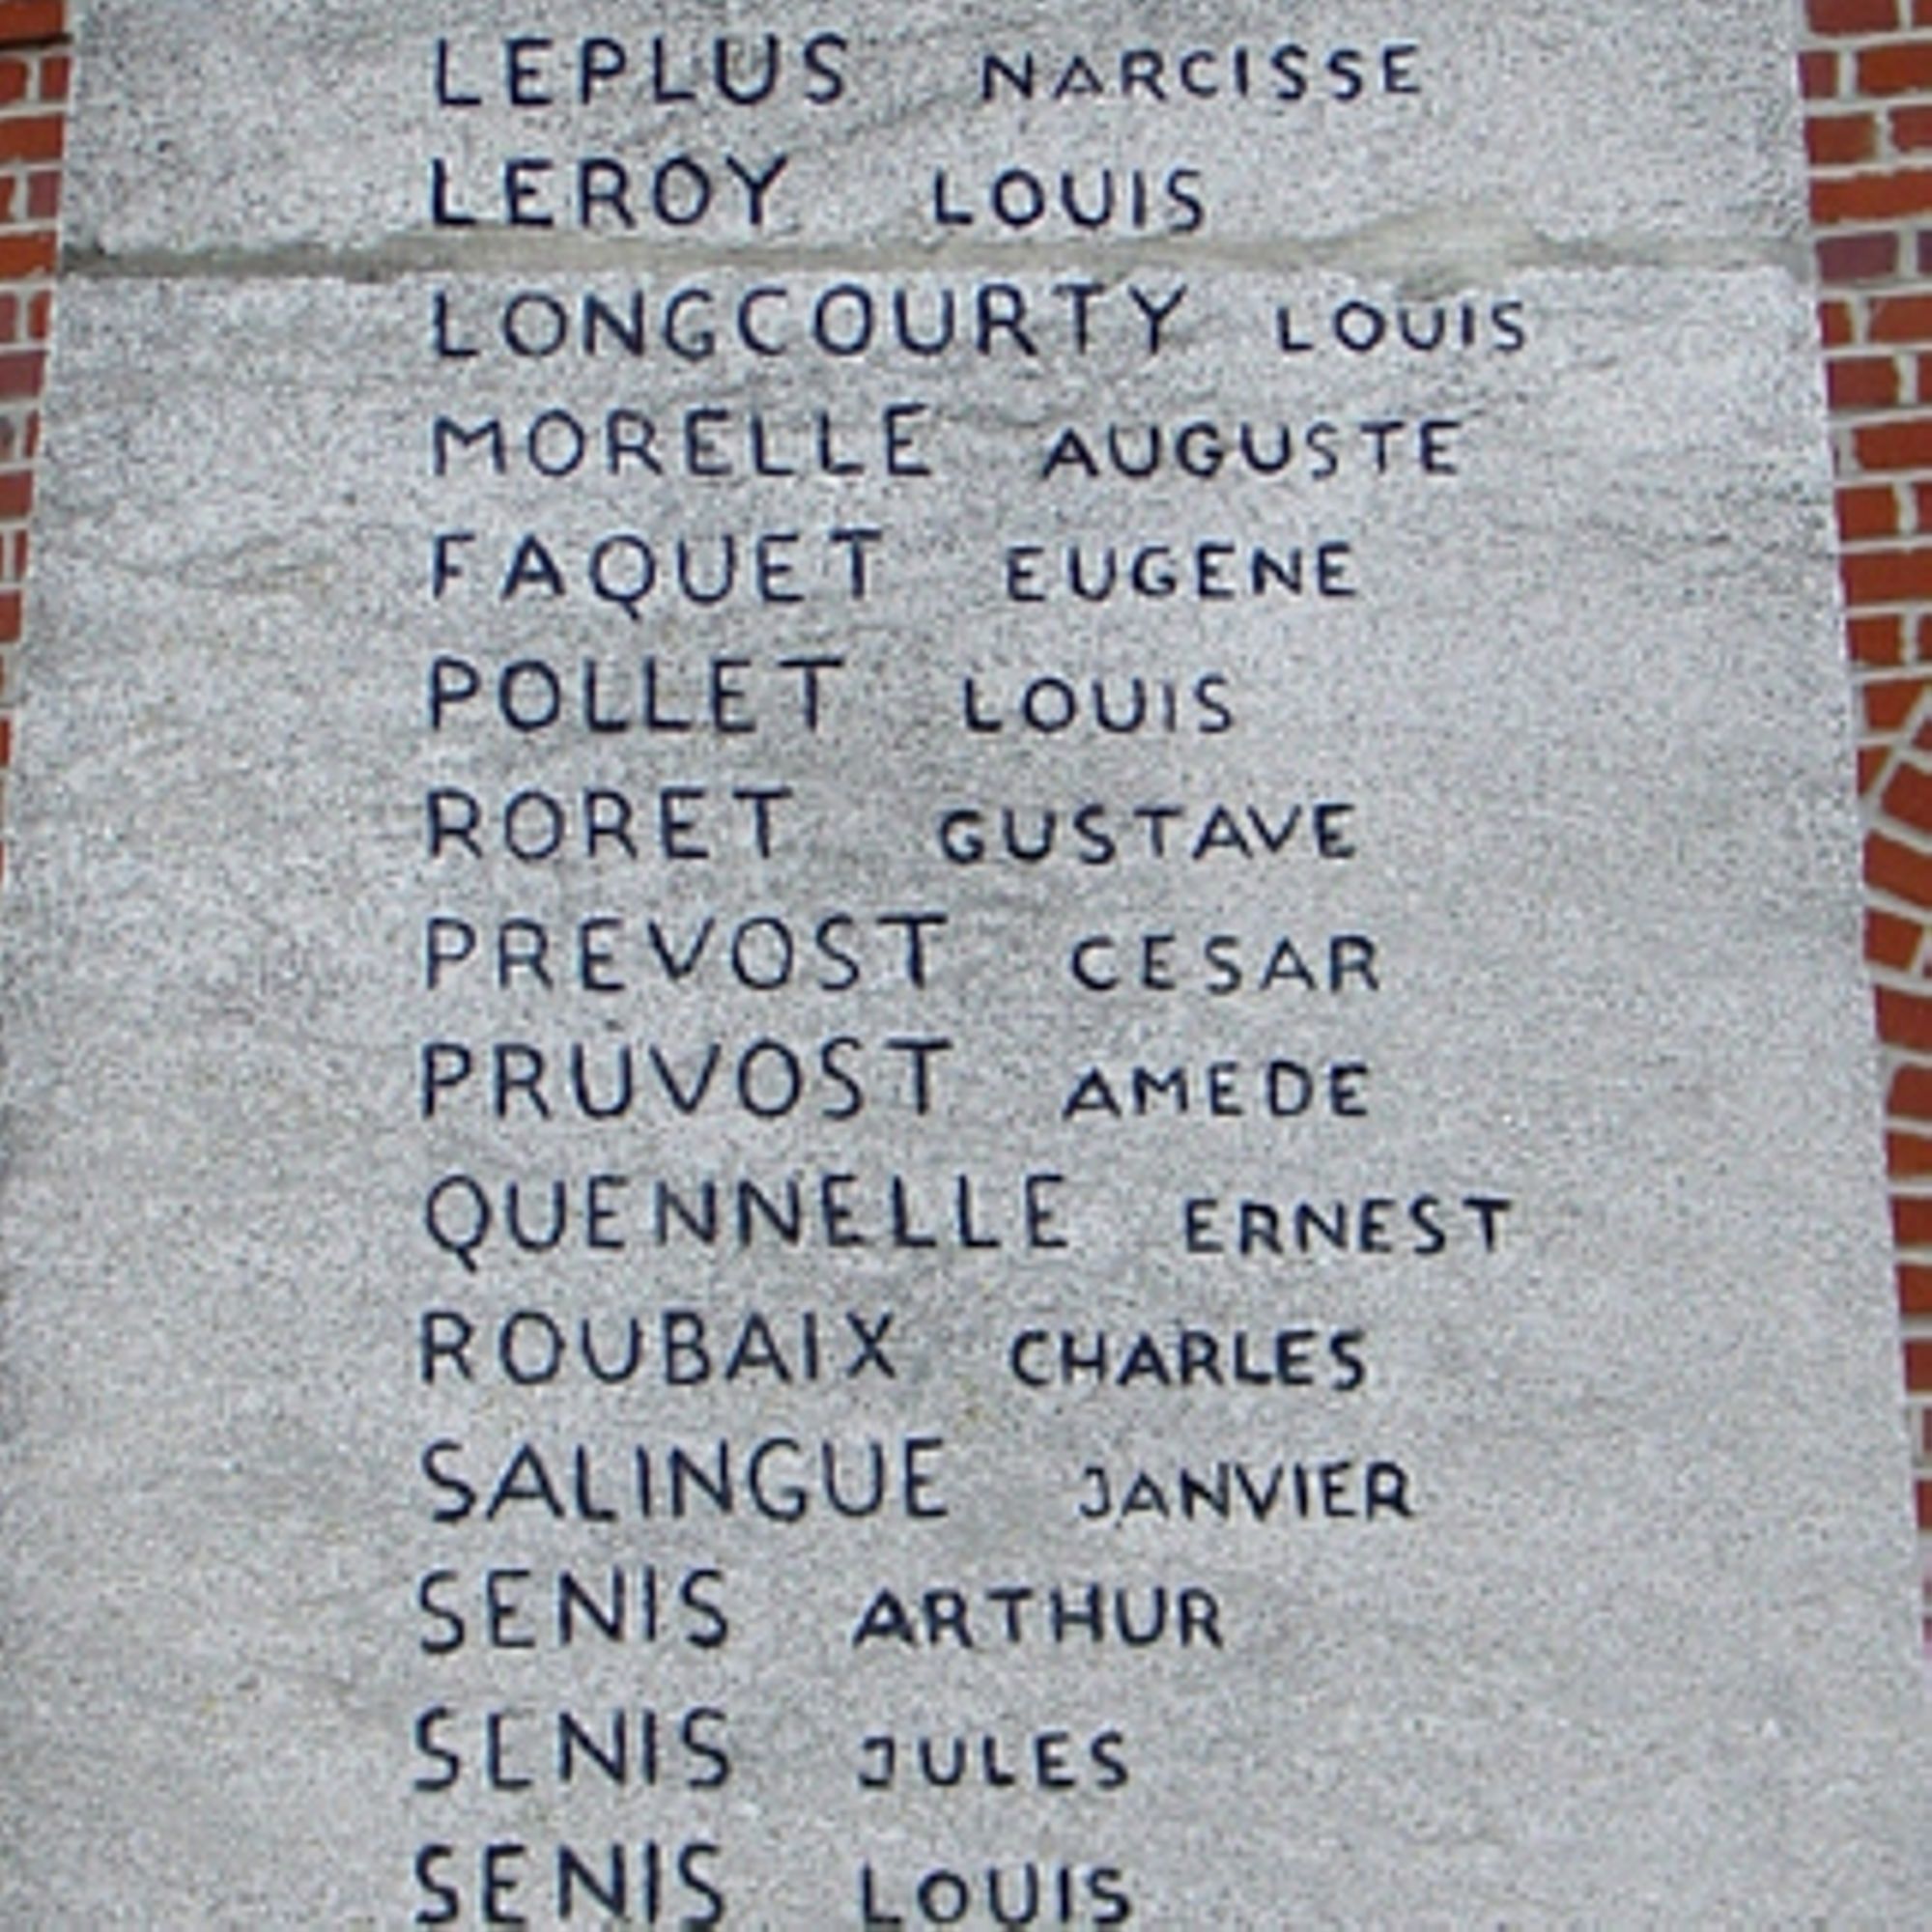 LEPLUS NARCISSE
LEROY LOUIS
LONGCOURTY LOUIS
MORELLE AUGUSTE
FAQUET EUGENE
POLLET LOUIS
RORET GUSTAVE
PREVOST CESAR
PRUVOST AMEDE
QUENNELLE ERNEST
ROUBAIX CHARLES
SALINGUE JANVIER
SENIS ARTHUR
SENIS JULES
SENIS LOUIS